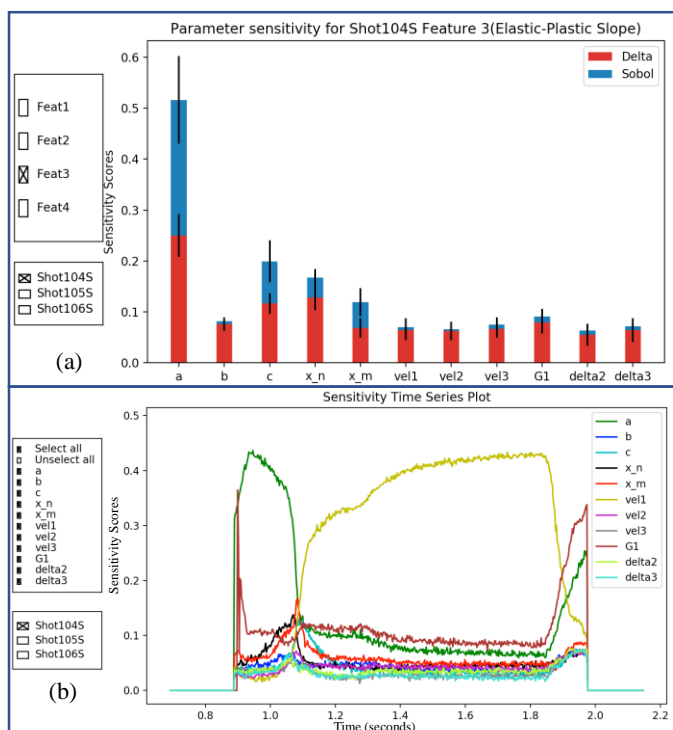 Parameter sensitivity for Shot104S Feature 3(Elastic-Plastic Slope)
Feat1
Feat2
Feat3
Feat4
Shot104S
Shot105S
Shot106S
(a)
Sensitivity Scores
0.6
0.5
0.4
0.3
0.2
0.1
0.0
Delta
Sobol
a b c x_n x_m vel1 vel2 vel3 G1 delta2 delta3
Sensitivity Time Series Plot
Select all
Unselect all
a
b
c
x_n
x_m
vel1
vel2
vel3
G1
delta2
delta3
Shot104S
Shot105S
Shot106S
(b)
Sensitivity Scores
0.5
0.4
0.3
0.2
0.1
0.0
a
b
c
x_n
x_m
vel1
vel2
vel3
G1
delta2
delta3
0.8 1.0 1.2 1.4 1.6 1.8 2.0 2.2
Time (seconds)